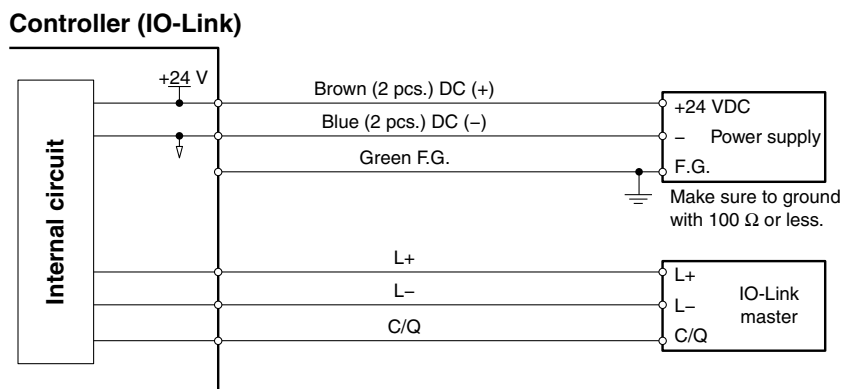 Controller (IO-Link)
+24 V
Internal circuit
Brown (2 pcs.) DC (+)
Blue (2 pcs.) DC (−)
Green F.G.
+24 VDC
− Power supply
F.G.
Make sure to ground
with 100 Ω or less.
L+
L−
C/Q
L+
L−
C/Q
IO-Link
master